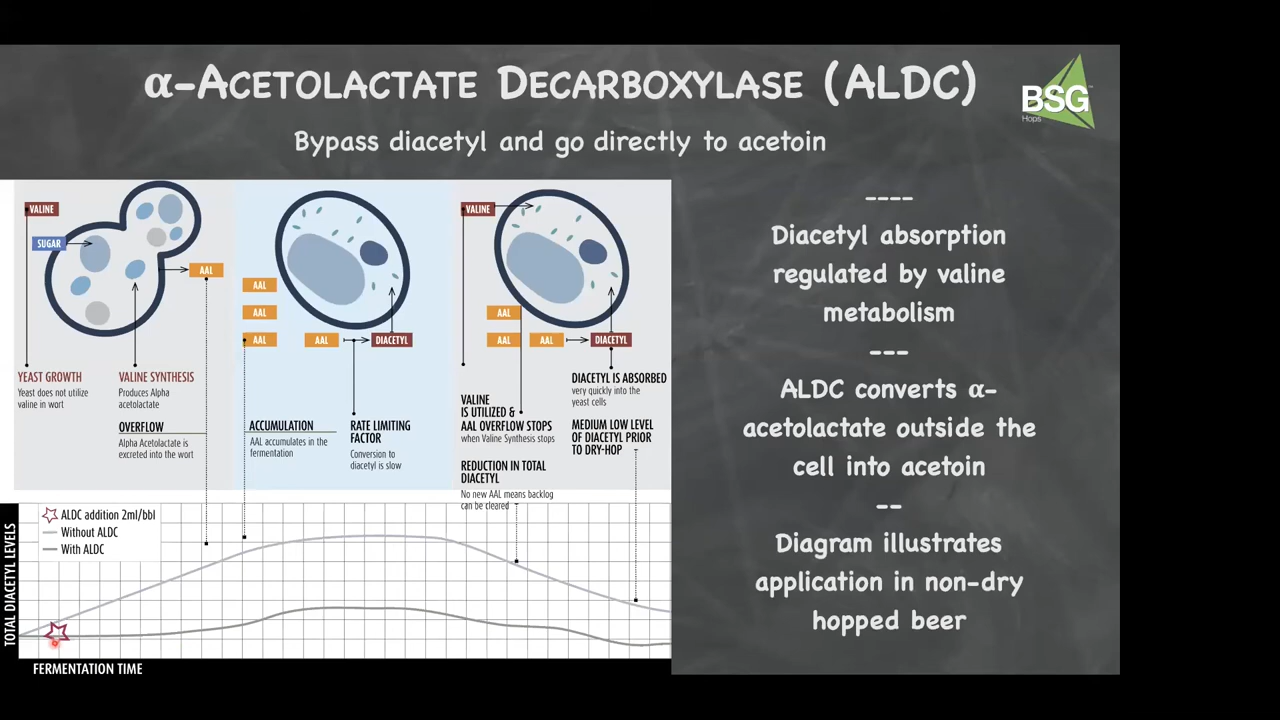 α-Acetolactate Decarboxylase (ALDC)
BSG
Hops
Bypass diacetyl and go directly to acetoin
VALINE
SUGAR
AAL
YEAST GROWTH
Yeast does not utilize
valine in wort
VALINE SYNTHESIS
Produces Alpha
acetolactate
OVERFLOW
Alpha Acetolactate is
excreted into the wort
AAL
AAL
AAL
AAL
DIACETYL
ACCUMULATION
AAL accumulates in the
fermentation
RATE LIMITING
FACTOR
Conversion to
diacetyl is slow
VALINE
AAL
AAL
AAL
DIACETYL
VALINE
IS UTILIZED &
AAL OVERFLOW STOPS
when Valine Synthesis stops
REDUCTION IN TOTAL
DIACETYL
No new AAL means backlog
can be cleared
DIACETYL IS ABSORBED
very quickly into the
yeast cells
MEDIUM LOW LEVEL
OF DIACETYL PRIOR
TO DRY-HOP
ALDC addition 2ml/bbl
Without ALDC
With ALDC
TOTAL DIACETYL LEVELS
FERMENTATION TIME
----
Diacetyl absorption
regulated by valine
metabolism
---
ALDC converts α-
acetolactate outside the
cell into acetoin
--
Diagram illustrates
application in non-dry
hopped beer